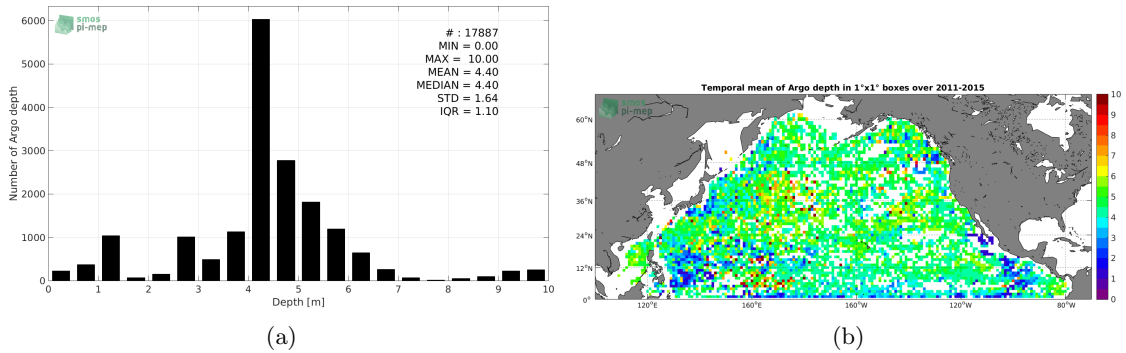 smos
pi-mep
# : 17887
MIN = 0.00
MAX = 10.00
MEAN = 4.40
MEDIAN = 4.40
STD = 1.64
IQR = 1.10
Number of Argo depth
6000
5000
4000
3000
2000
1000
0
0 1 2 3 4 5 6 7 8 9 10
Depth [m]
(a)
Temporal mean of Argo depth in 1°x1° boxes over 2011-2015
smos
pi-mep
60°N
48°N
36°N
24°N
12°N
0°
120°E 160°E 160°W 120°W 80°W
10
9
8
7
6
5
4
3
2
1
0
(b)